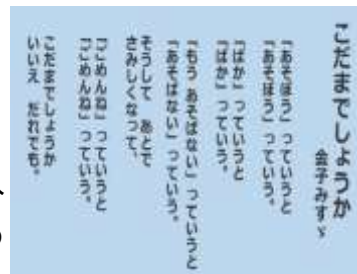 こだまでしょうか
金子みすゞ
「あそぼう」っていうと
「あそぼう」っていう。
「ばか」っていうと
「ばか」っていう。
「もう あそばない」っていうと
「あそばない」っていう。
そうして あとで
さみしくなって、
「ごめんね」っていうと
「ごめんね」っていう。
こだまでしょうか
いいえ だれでも。